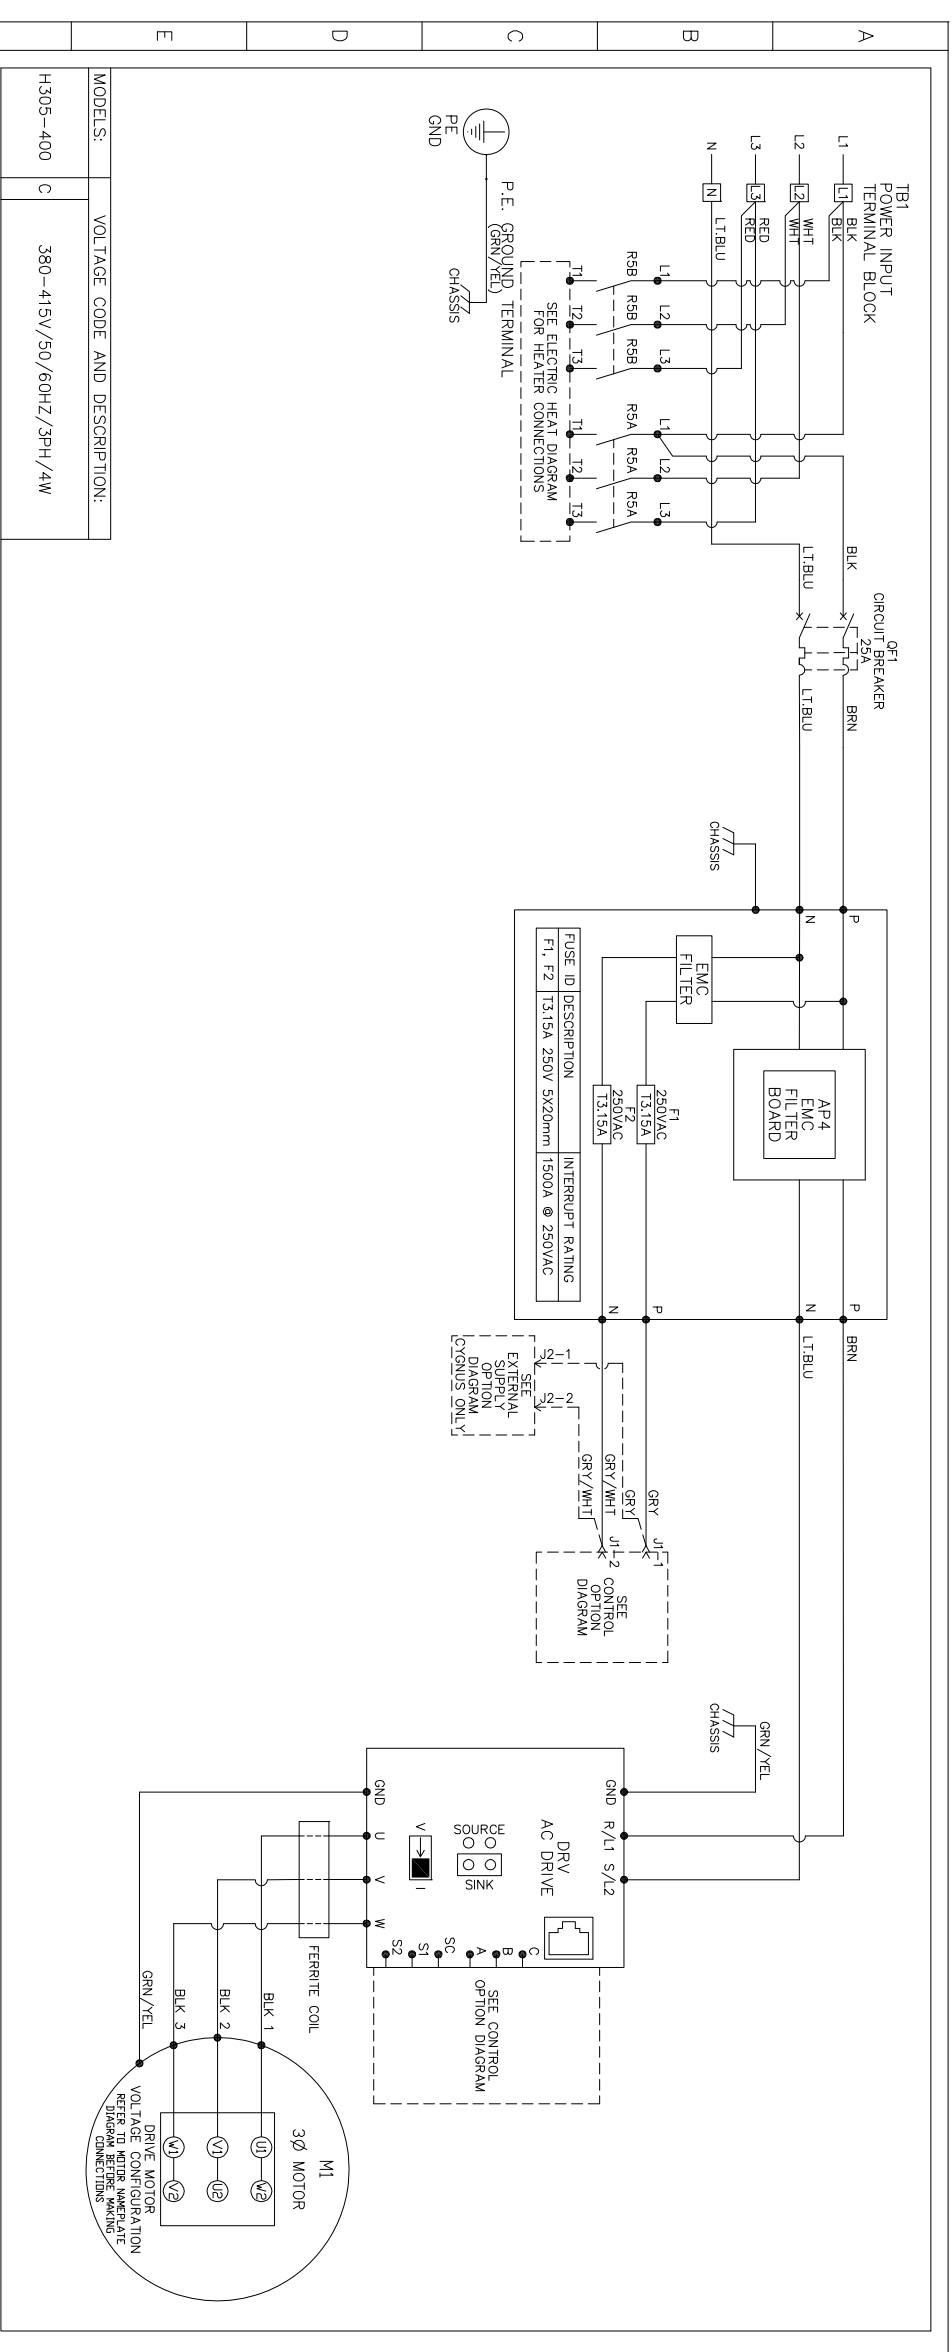 A
B
C
D
E
TB1
POWER INPUT
TERMINAL BLOCK
L1
L1
BLK
BLK
L2
L2
WHT
WHT
L3
L3
RED
RED
N
N
LT.BLU
L1
L2
L3
L1
L2
L3
R5B
R5B
R5B
R5A
R5A
R5A
T1
T2
T3
T1
T2
T3
SEE ELECTRIC HEAT DIAGRAM
FOR HEATER CONNECTIONS
P.E. GROUND TERMINAL
(GRN/YEL)
PE
GND
CHASSIS
BLK
LT.BLU
QF1
CIRCUIT BREAKER
25A
BRN
LT.BLU
CHASSIS
P
N
AP4
EMC
FILTER
BOARD
EMC
FILTER
F1
250VAC
T3.15A
F2
250VAC
T3.15A
FUSE ID DESCRIPTION INTERRUPT RATING
F1, F2 T3.15A 250V 5X20mm 1500A @ 250VAC
P
N
BRN
LT.BLU
P
N
J2-1
J2-2
SEE
EXTERNAL
SUPPLY
OPTION
DIAGRAM
CYGNUS ONLY
GRY
GRY
GRY/WHT
GRY/WHT
J1-1
J1-2
SEE
CONTROL
OPTION
DIAGRAM
GRN/YEL
CHASSIS
GND R/L1 S/L2
DRV
AC DRIVE
SOURCE
SINK
V I
GND U V W
C
B
A
SC
S1
S2
SEE CONTROL
OPTION DIAGRAM
FERRITE COIL
BLK 1
BLK 2
BLK 3
GRN/YEL
M1
3Ø MOTOR
U1 W2
V1 U2
W1 V2
DRIVE MOTOR
VOLTAGE CONFIGURATION
REFER TO MOTOR NAMEPLATE
DIAGRAM BEFORE MAKING
CONNECTIONS
MODELS: VOLTAGE CODE AND DESCRIPTION:
H305-400 C 380-415V/50/60HZ/3PH/4W